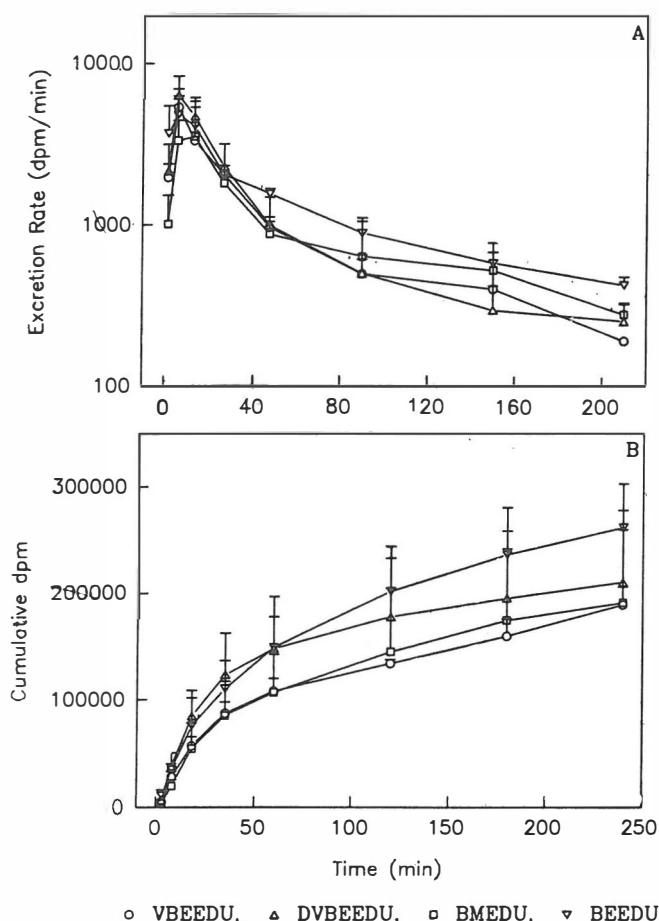 A
10000
1000
100
Excretion Rate (dpm/min)
0 40 80 120 160 200
B
300000
200000
100000
0
Cumulative dpm
0 50 100 150 200 250
Time (min)
VBEEDU. DVBEEDU. BMEDU. BEEDU